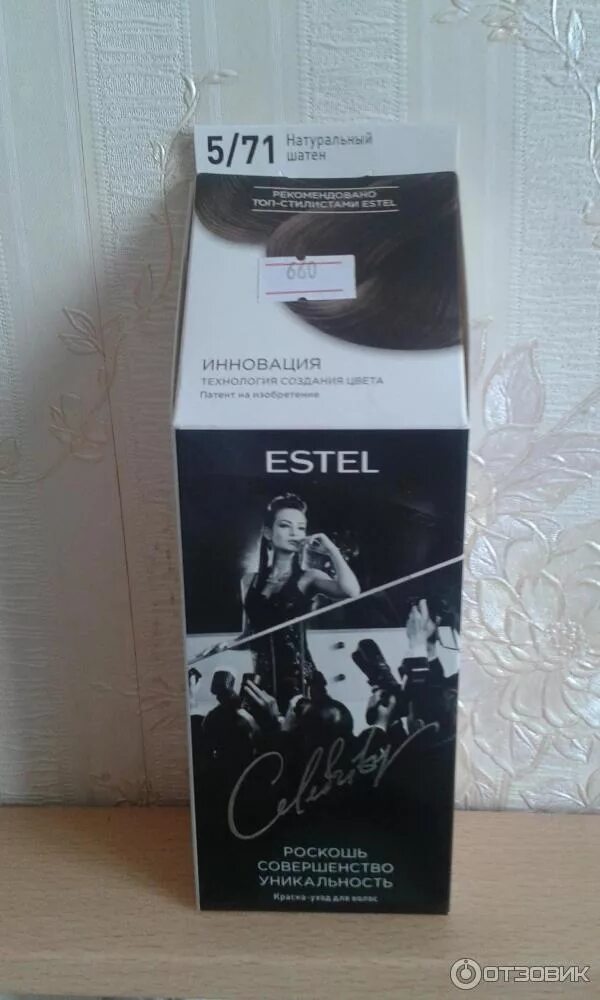 5/71 Натуральный
шатен
РЕКОМЕНДОВАНО
ТОП-СТИЛИСТАМИ ESTEL
660
ИННОВАЦИЯ
ТЕХНОЛОГИЯ СОЗДАНИЯ ЦВЕТА
Патент на изобретение
ESTEL
Celebrity
РОСКОШЬ
СОВЕРШЕНСТВО
УНИКАЛЬНОСТЬ
Краска-уход для волос
ОТЗОВИК